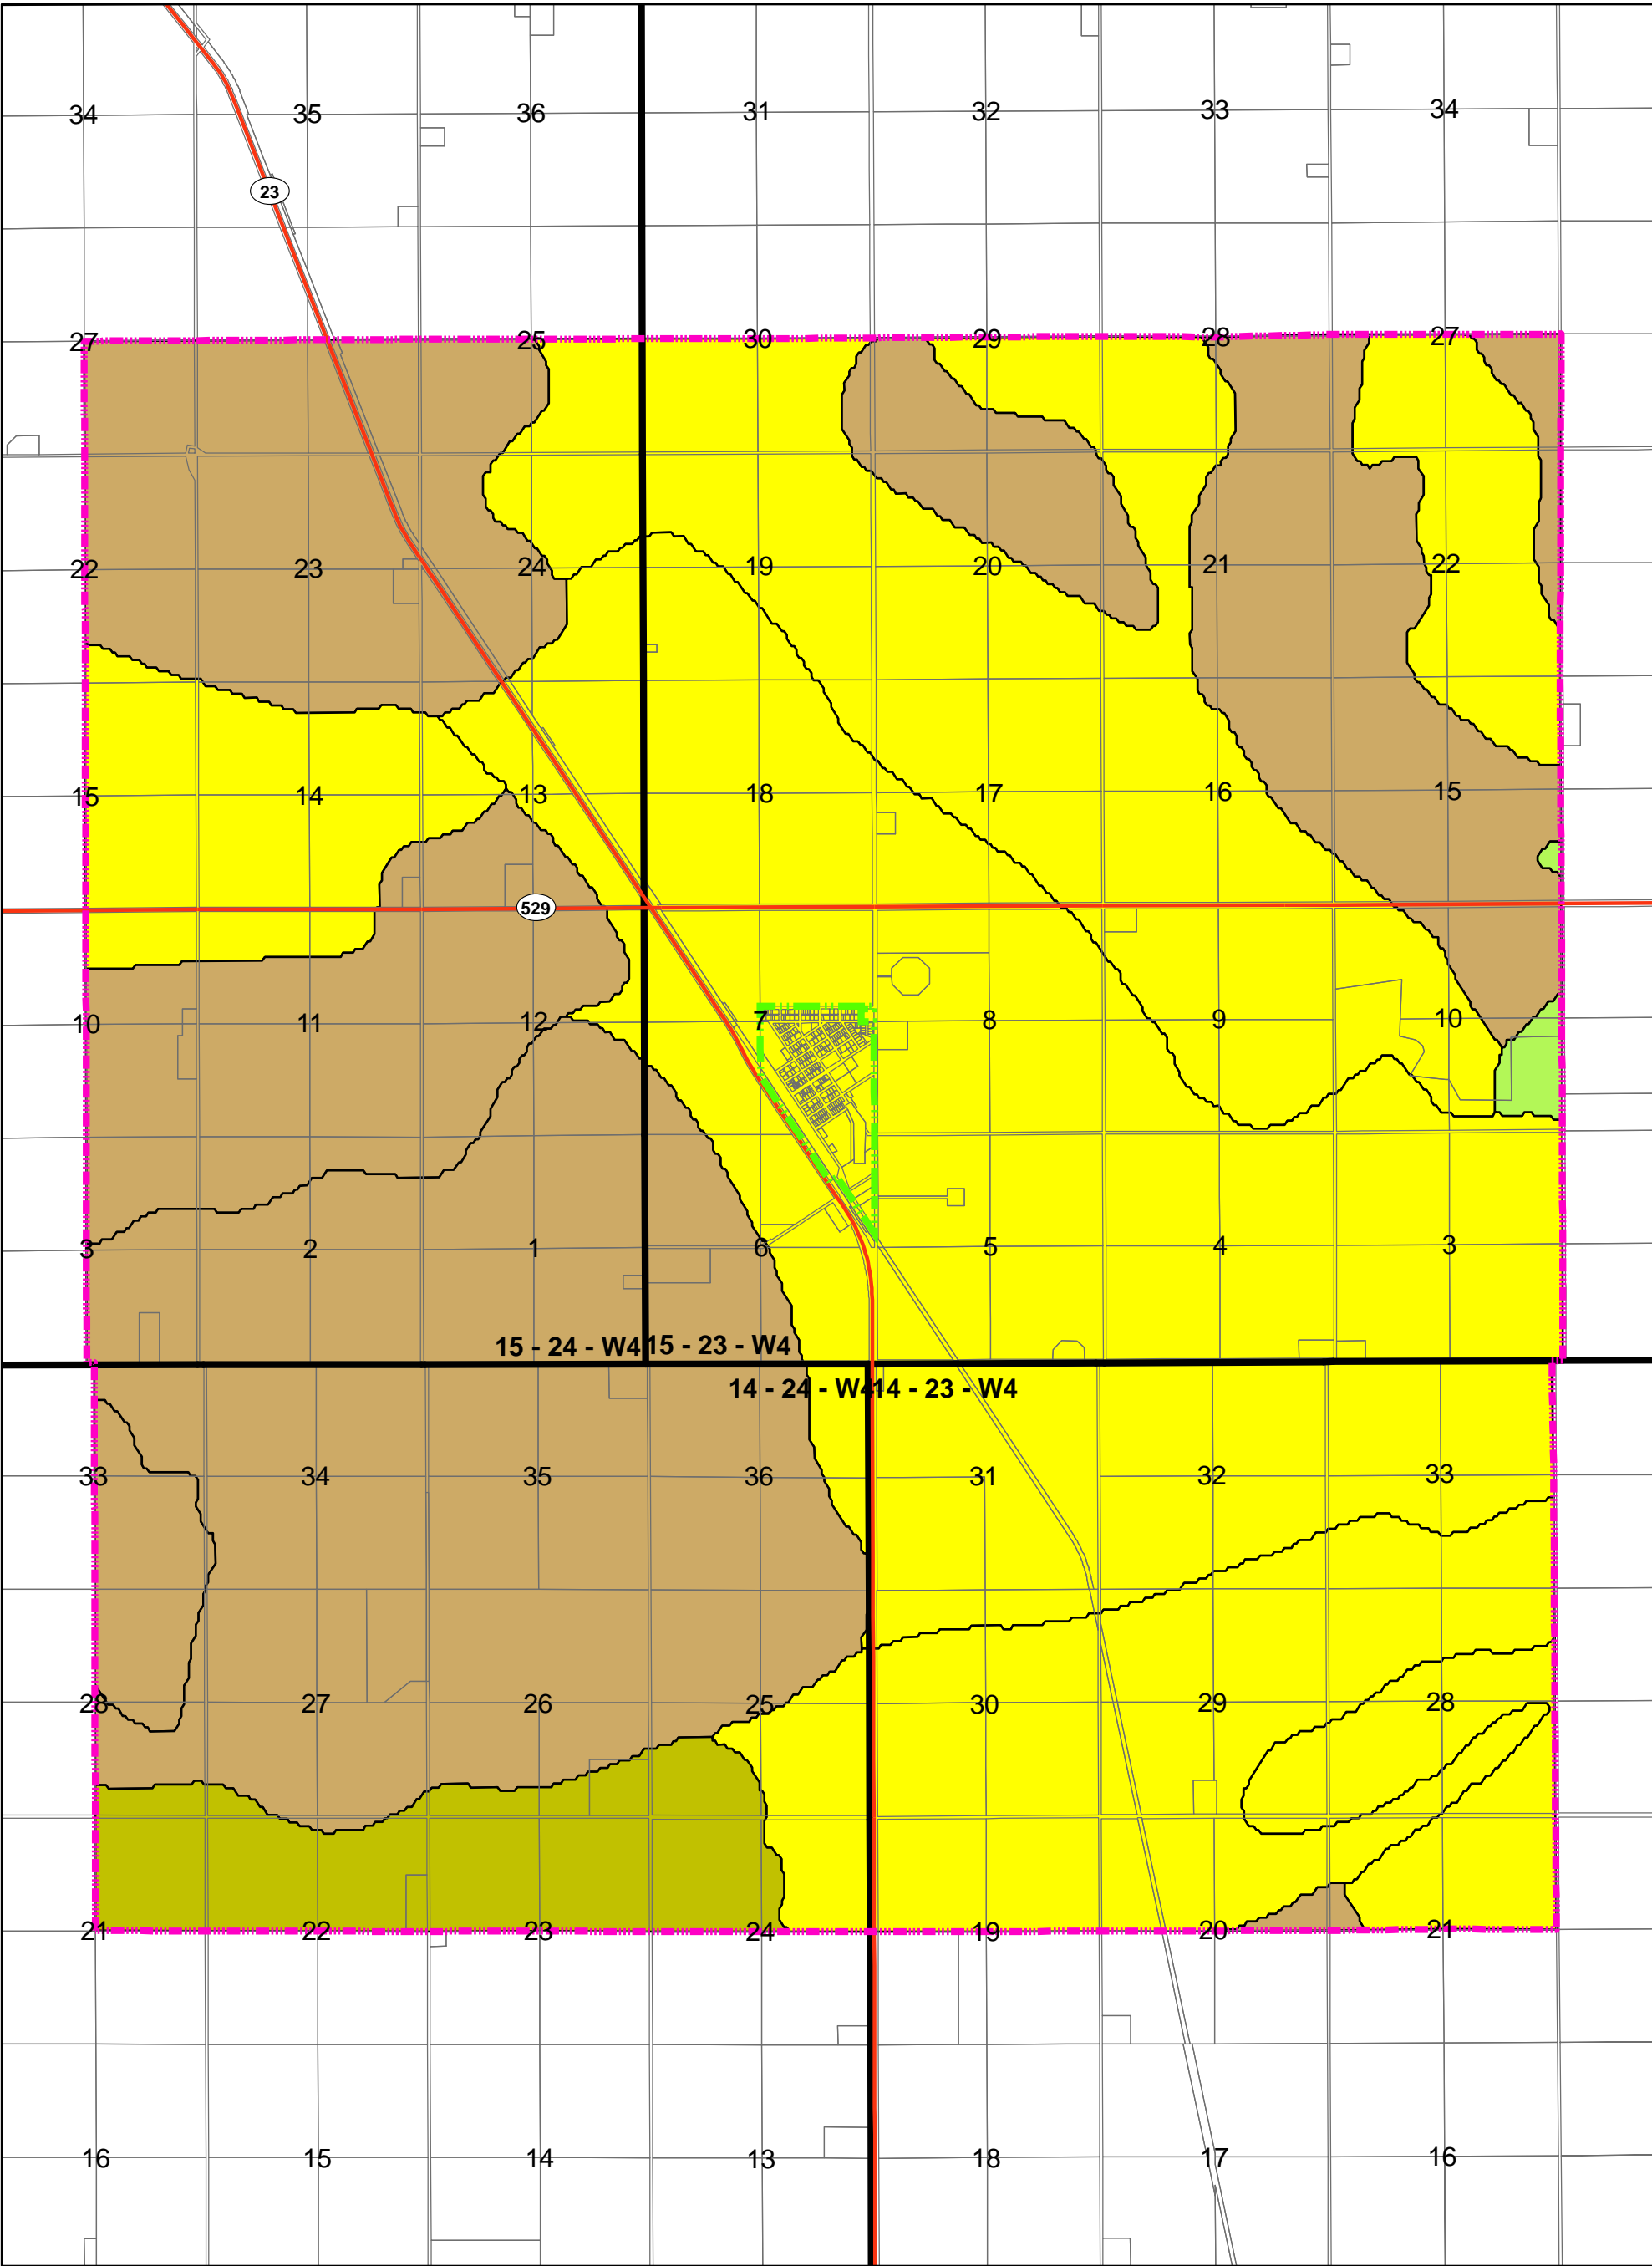 34 35 36 31 32 33 34
23
27 25 30 29 28 27
22 23 24 19 20 21 22
15 14 13 18 17 16 15
529
10 11 12 7 8 9 10
3 2 1 6 5 4 3
15 - 24 - W4 15 - 23 - W4
14 - 24 - W4 14 - 23 - W4
33 34 35 36 31 32 33
28 27 26 25 30 29 28
21 22 23 24 19 20 21
16 15 14 13 18 17 16